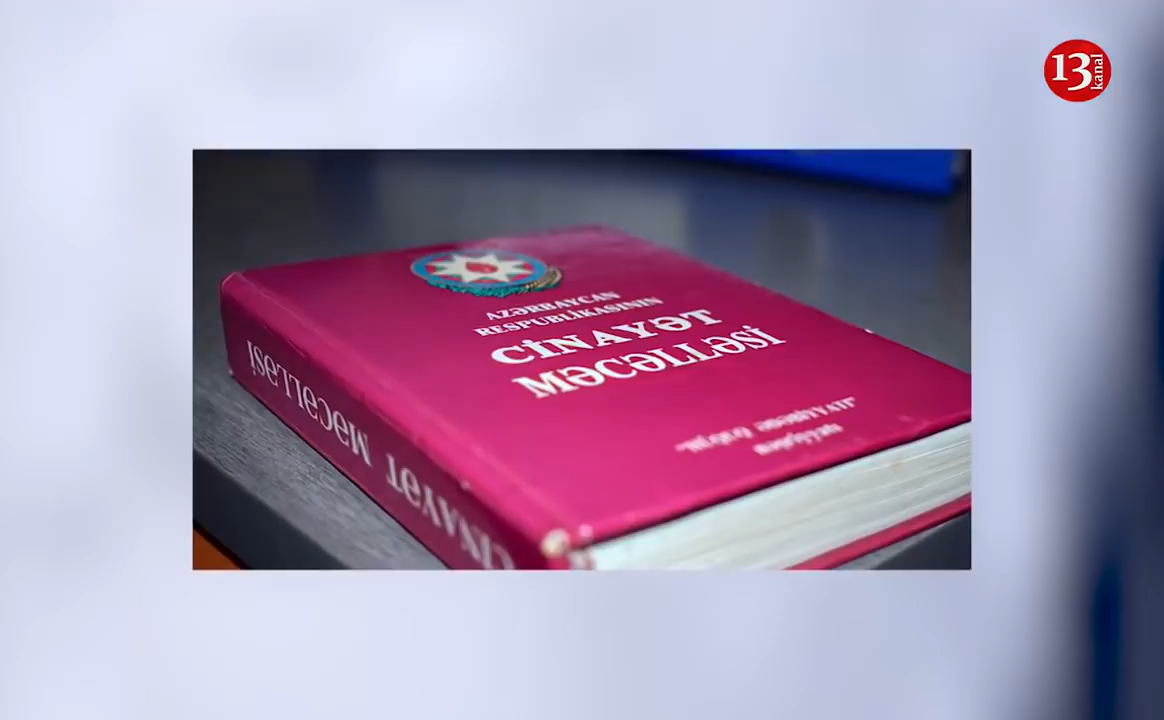 13 kanal
AZƏRBAYCAN
RESPUBLİKASININ
CİNAYƏT
MƏCƏLLƏSİ
CİNAYƏT MƏCƏLLƏSİ